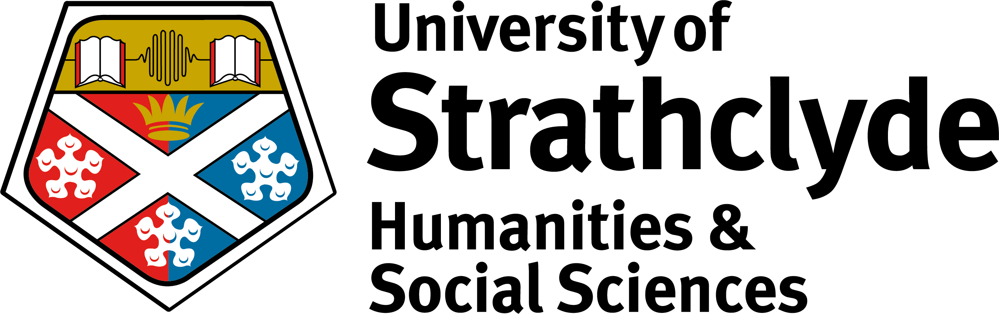 University of
Strathclyde
Humanities &
Social Sciences